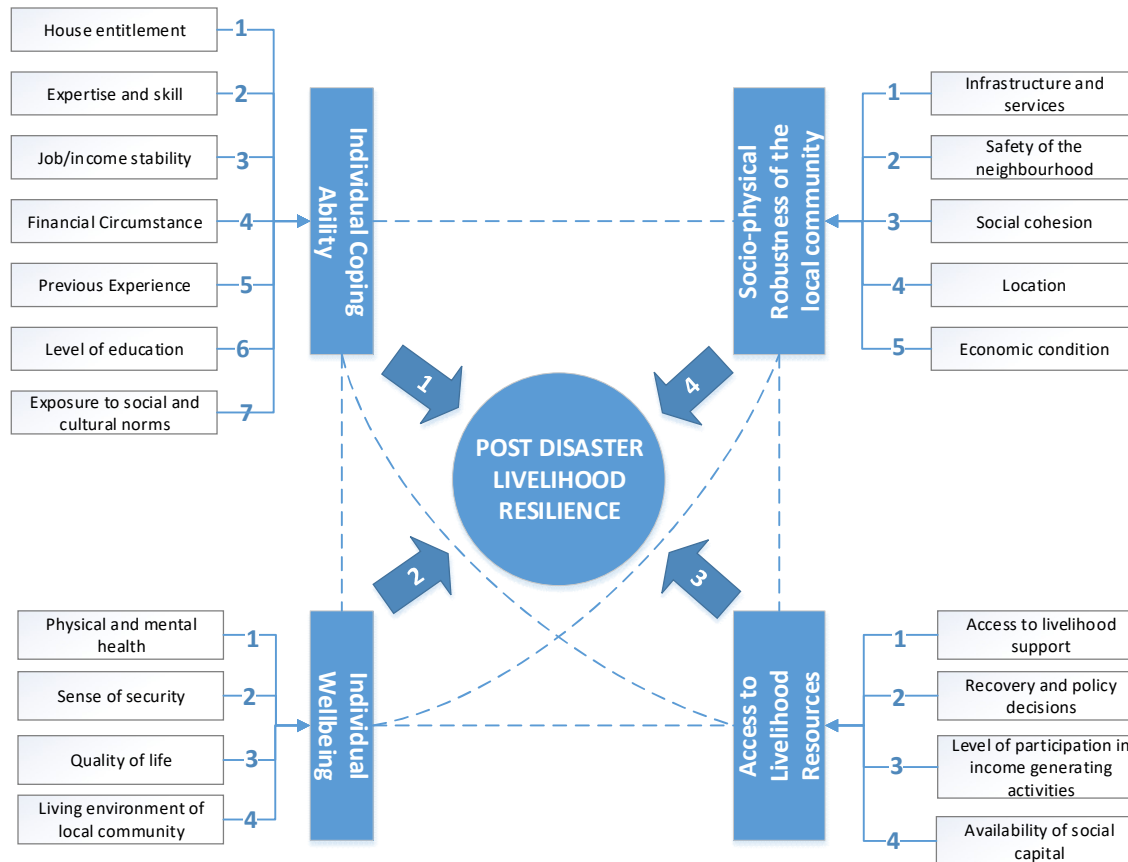 House entitlement
1
Expertise and skill
2
Job/income stability
3
Financial Circumstance
4
Previous Experience
5
Level of education
6
Exposure to social and
cultural norms
7
Individual Coping
Ability
Socio-physical
Robustness of the
local community
1
Infrastructure and
services
2
Safety of the
neighbourhood
3
Social cohesion
4
Location
5
Economic condition
1
4
POST DISASTER
LIVELIHOOD
RESILIENCE
2
3
Physical and mental
health
1
Sense of security
2
Quality of life
3
Living environment of
local community
4
Individual
Wellbeing
Access to
Livelihood
Resources
1
Access to livelihood
support
2
Recovery and policy
decisions
3
Level of participation in
income generating
activities
4
Availability of social
capital